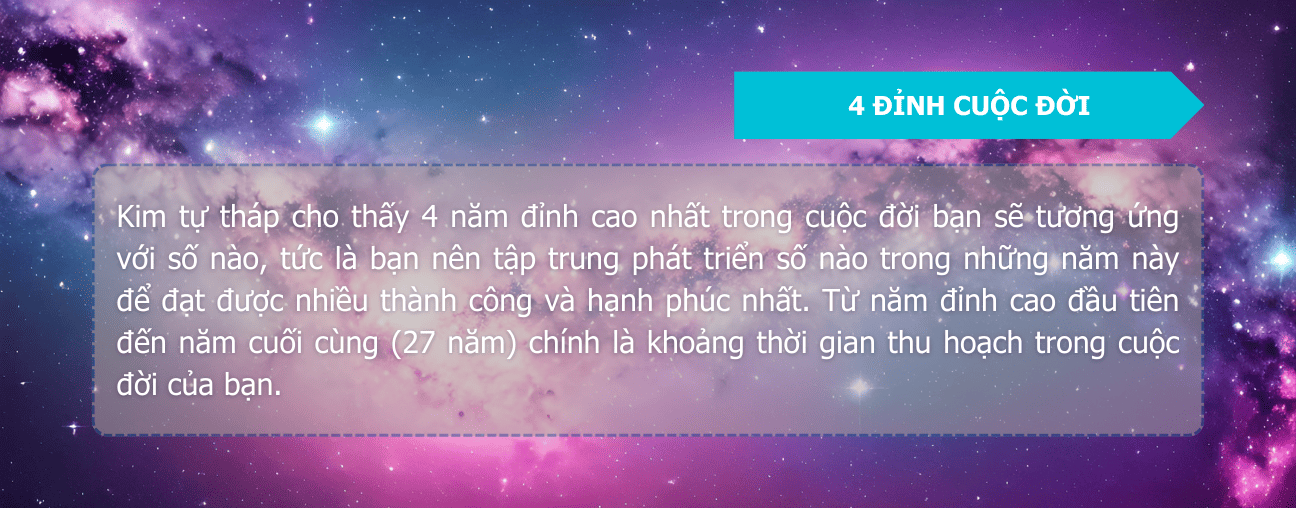 4 ĐỈNH CUỘC ĐỜI
Kim tự tháp cho thấy 4 năm đỉnh cao nhất trong cuộc đời bạn sẽ tương ứng
với số nào, tức là bạn nên tập trung phát triển số nào trong những năm này
để đạt được nhiều thành công và hạnh phúc nhất. Từ năm đỉnh cao đầu tiên
đến năm cuối cùng (27 năm) chính là khoảng thời gian thu hoạch trong cuộc
đời của bạn.